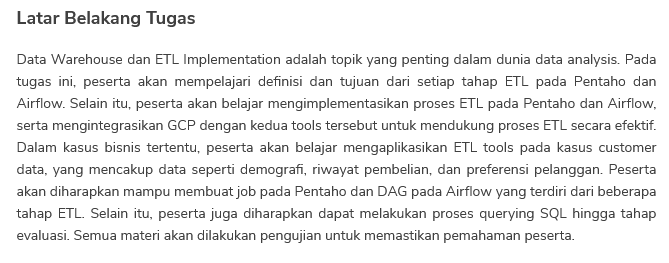 Latar Belakang Tugas
Data Warehouse dan ETL Implementation adalah topik yang penting dalam dunia data analysis. Pada
tugas ini, peserta akan mempelajari definisi dan tujuan dari setiap tahap ETL pada Pentaho dan
Airflow. Selain itu, peserta akan belajar mengimplementasikan proses ETL pada Pentaho dan Airflow,
serta mengintegrasikan GCP dengan kedua tools tersebut untuk mendukung proses ETL secara efektif.
Dalam kasus bisnis tertentu, peserta akan belajar mengaplikasikan ETL tools pada kasus customer
data, yang mencakup data seperti demografi, riwayat pembelian, dan preferensi pelanggan. Peserta
akan diharapkan mampu membuat job pada Pentaho dan DAG pada Airflow yang terdiri dari beberapa
tahap ETL. Selain itu, peserta juga diharapkan dapat melakukan proses querying SQL hingga tahap
evaluasi. Semua materi akan dilakukan pengujian untuk memastikan pemahaman peserta.